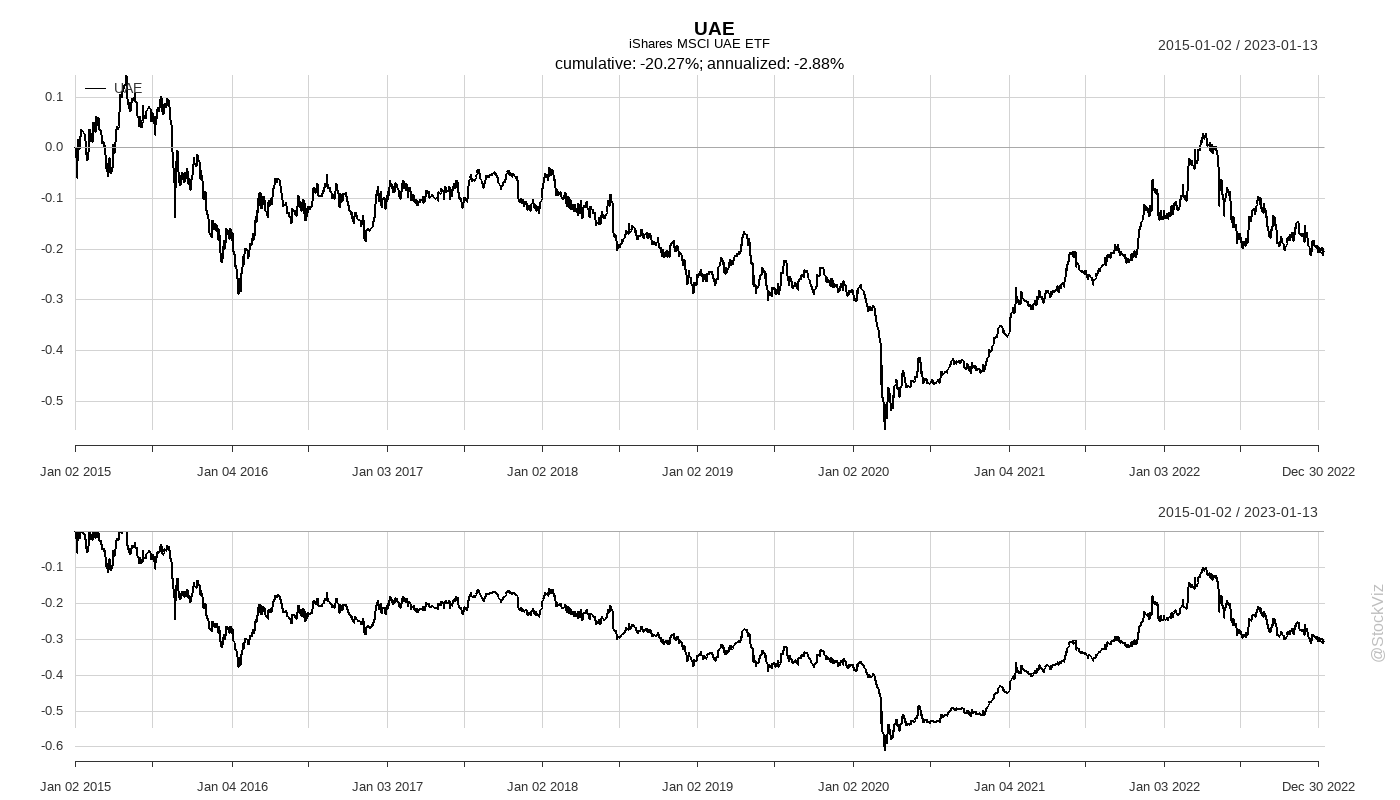 UAE
iShares MSCI UAE ETF
2015-01-02 / 2023-01-13
cumulative: -20.27%; annualized: -2.88%
UAE
0.1
0.0
-0.1
-0.2
-0.3
-0.4
-0.5
Jan 02 2015 Jan 04 2016 Jan 03 2017 Jan 02 2018 Jan 02 2019 Jan 02 2020 Jan 04 2021 Jan 03 2022 Dec 30 2022
2015-01-02 / 2023-01-13
-0.1
-0.2
-0.3
-0.4
-0.5
-0.6
Jan 02 2015 Jan 04 2016 Jan 03 2017 Jan 02 2018 Jan 02 2019 Jan 02 2020 Jan 04 2021 Jan 03 2022 Dec 30 2022
@StockViz